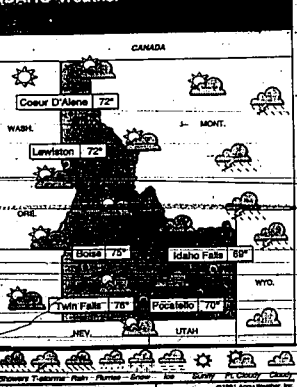 CANADA
Coeur D'Alene 72°
WASH.
MONT.
Lewiston 72°
ORE.
Boise 75°
Idaho Falls 69°
WYO.
Twin Falls 76°
Pocatello 70°
NEV.
UTAH
Showers T-storms Rain Flurries Snow Ice Sunny Pt. Cloudy Cloudy